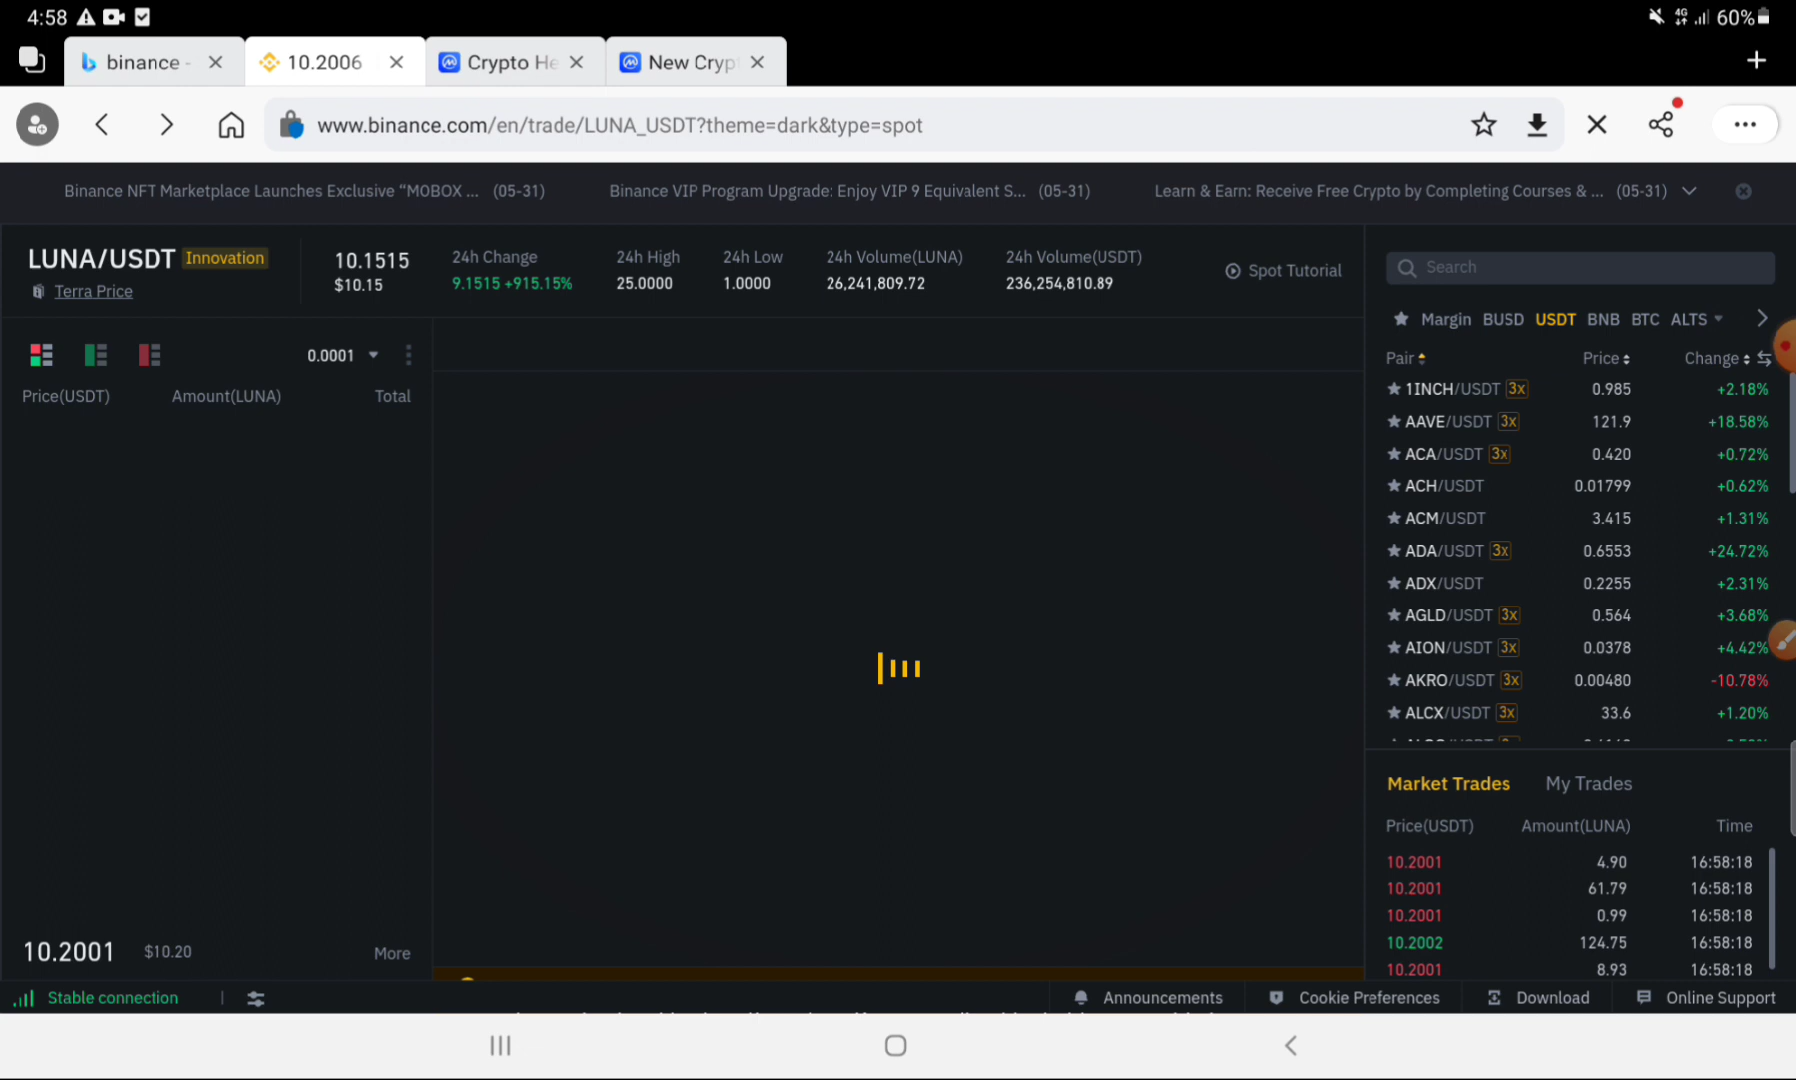 4:58
4G 60%
binance -
10.2006
Crypto He
New Cryp
www.binance.com/en/trade/LUNA_USDT?theme=dark&type=spot
Binance NFT Marketplace Launches Exclusive “MOBOX ... (05-31)
Binance VIP Program Upgrade: Enjoy VIP 9 Equivalent S... (05-31)
Learn & Earn: Receive Free Crypto by Completing Courses & ... (05-31)
LUNA/USDT Innovation
Terra Price
10.1515
$10.15
24h Change
9.1515 +915.15%
24h High
25.0000
24h Low
1.0000
24h Volume(LUNA)
26,241,809.72
24h Volume(USDT)
236,254,810.89
Spot Tutorial
0.0001
Price(USDT) Amount(LUNA) Total
10.2001 $10.20 More
Search
Margin BUSD USDT BNB BTC ALTS
Pair Price Change
1INCH/USDT 3x 0.985 +2.18%
AAVE/USDT 3x 121.9 +18.58%
ACA/USDT 3x 0.420 +0.72%
ACH/USDT 0.01799 +0.62%
ACM/USDT 3.415 +1.31%
ADA/USDT 3x 0.6553 +24.72%
ADX/USDT 0.2255 +2.31%
AGLD/USDT 3x 0.564 +3.68%
AION/USDT 3x 0.0378 +4.42%
AKRO/USDT 3x 0.00480 -10.78%
ALCX/USDT 3x 33.6 +1.20%
Market Trades My Trades
Price(USDT) Amount(LUNA) Time
10.2001 4.90 16:58:18
10.2001 61.79 16:58:18
10.2001 0.99 16:58:18
10.2002 124.75 16:58:18
10.2001 8.93 16:58:18
Stable connection
Announcements
Cookie Preferences
Download
Online Support